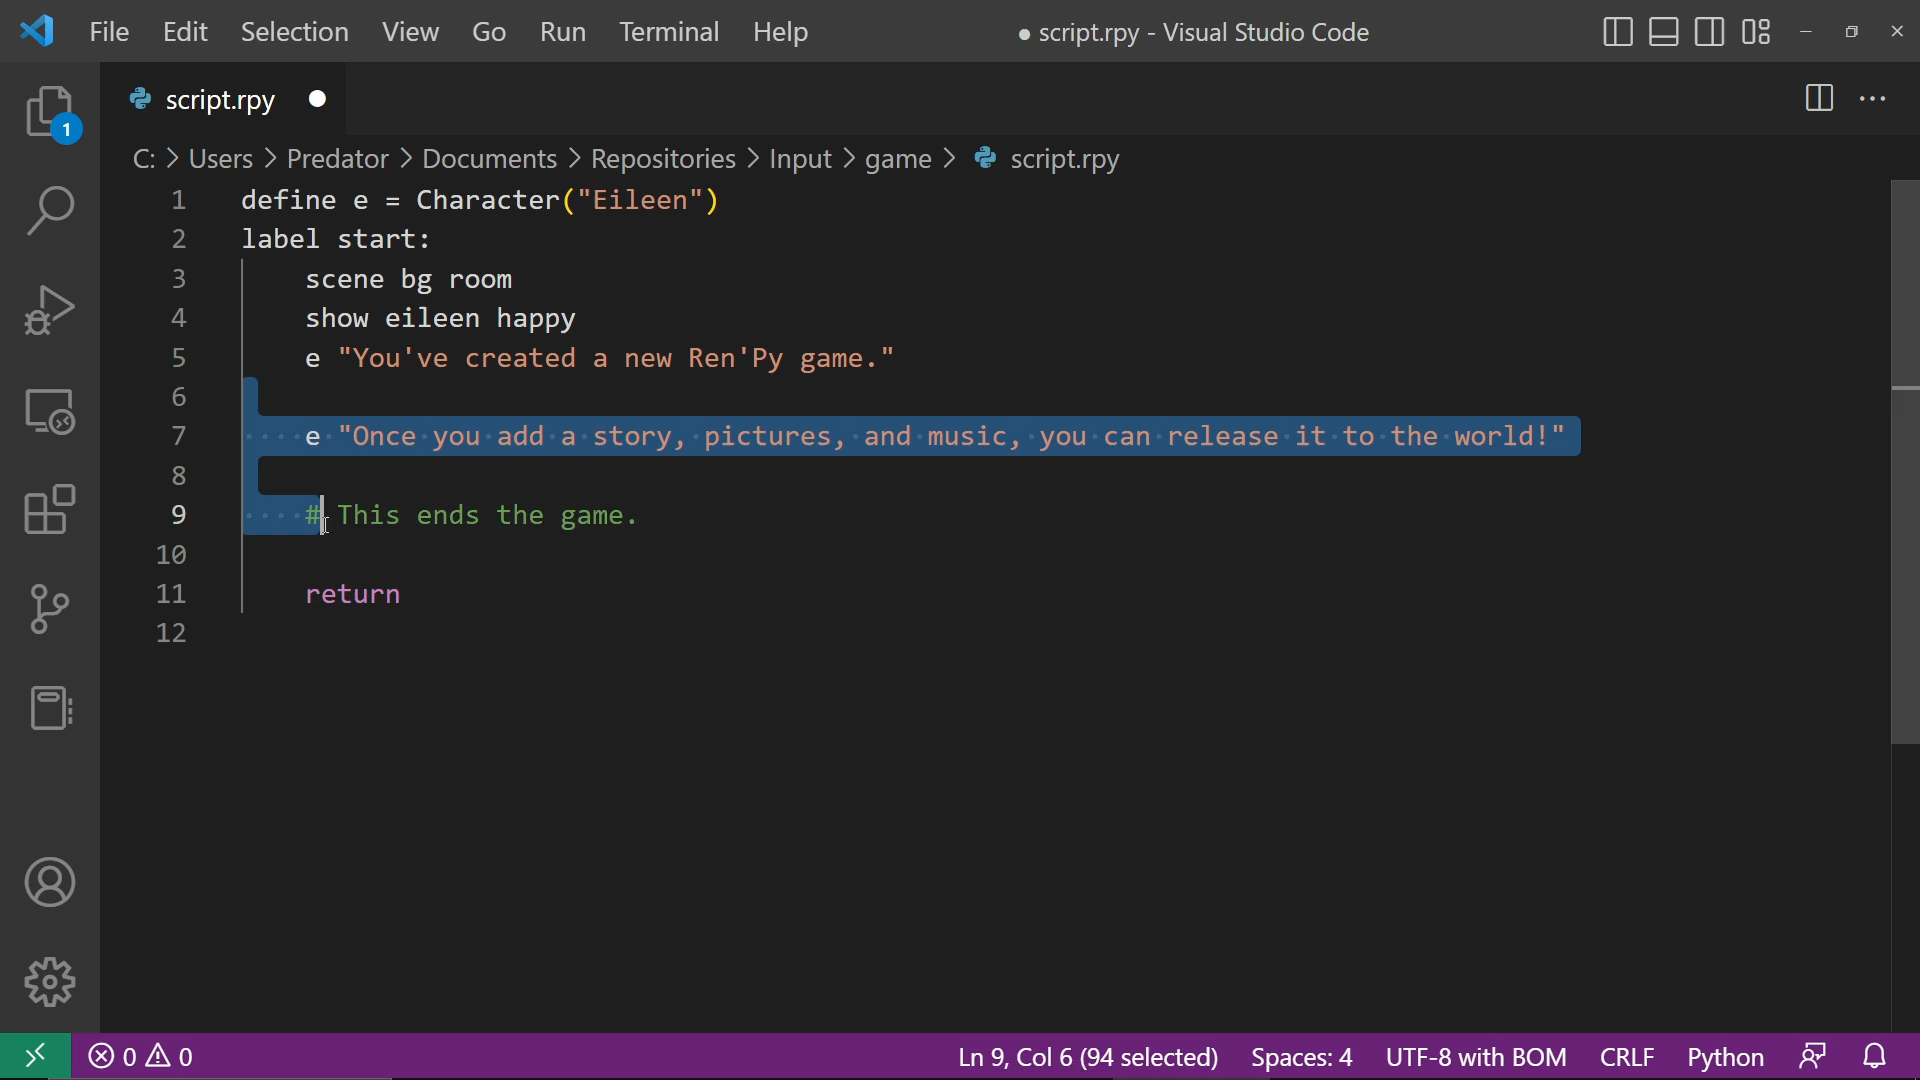 File Edit Selection View Go Run Terminal Help ● script.rpy - Visual Studio Code
script.rpy ●
1
C: > Users > Predator > Documents > Repositories > Input > game > script.rpy
1 define e = Character("Eileen")
2 label start:
3     scene bg room
4     show eileen happy
5     e "You've created a new Ren'Py game."
6
7     e "Once you add a story, pictures, and music, you can release it to the world!"
8
9     # This ends the game.
10
11     return
12
0 0 Ln 9, Col 6 (94 selected) Spaces: 4 UTF-8 with BOM CRLF Python